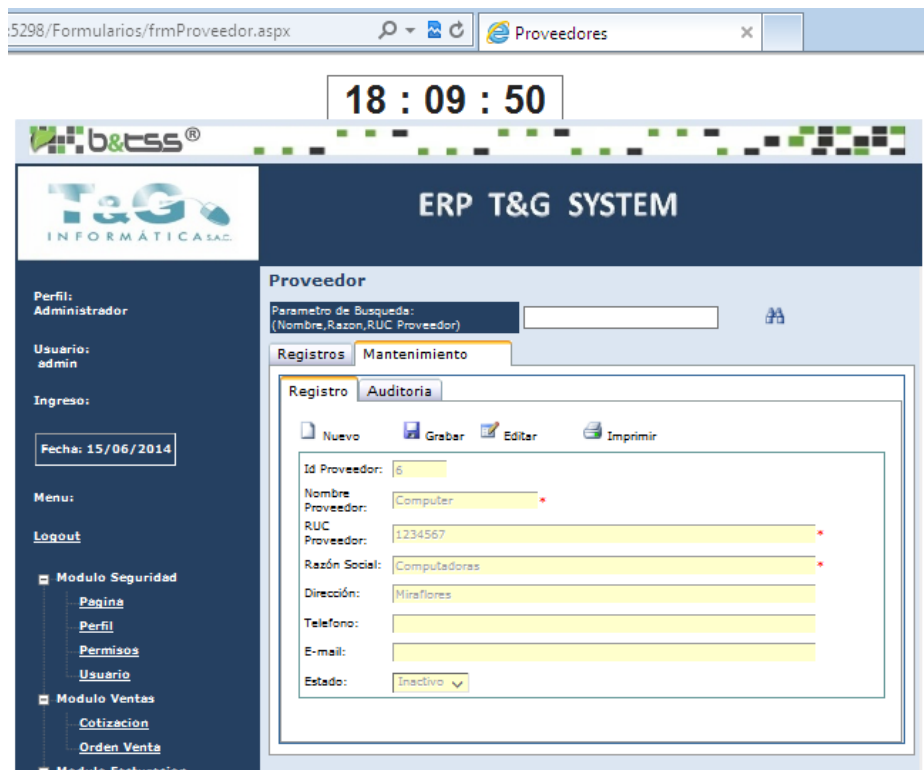 :5298/Formularios/frmProveedor.aspx
Proveedores
18 : 09 : 50
b&tss®
T&G
INFORMÁTICA S.A.C.
ERP T&G SYSTEM
Perfil:
Administrador
Usuario:
admin
Ingreso:
Fecha: 15/06/2014
Menu:
Logout
Modulo Seguridad
Pagina
Perfil
Permisos
Usuario
Modulo Ventas
Cotizacion
Orden Venta
Modulo Facturacion
Proveedor
Parametro de Busqueda:
(Nombre,Razon,RUC Proveedor)
Registros Mantenimiento
Registro Auditoria
Nuevo Grabar Editar Imprimir
Id Proveedor: 6
Nombre
Proveedor: Computer *
RUC
Proveedor: 1234567 *
Razón Social: Computadoras *
Dirección: Miraflores
Telefono:
E-mail:
Estado: Inactivo